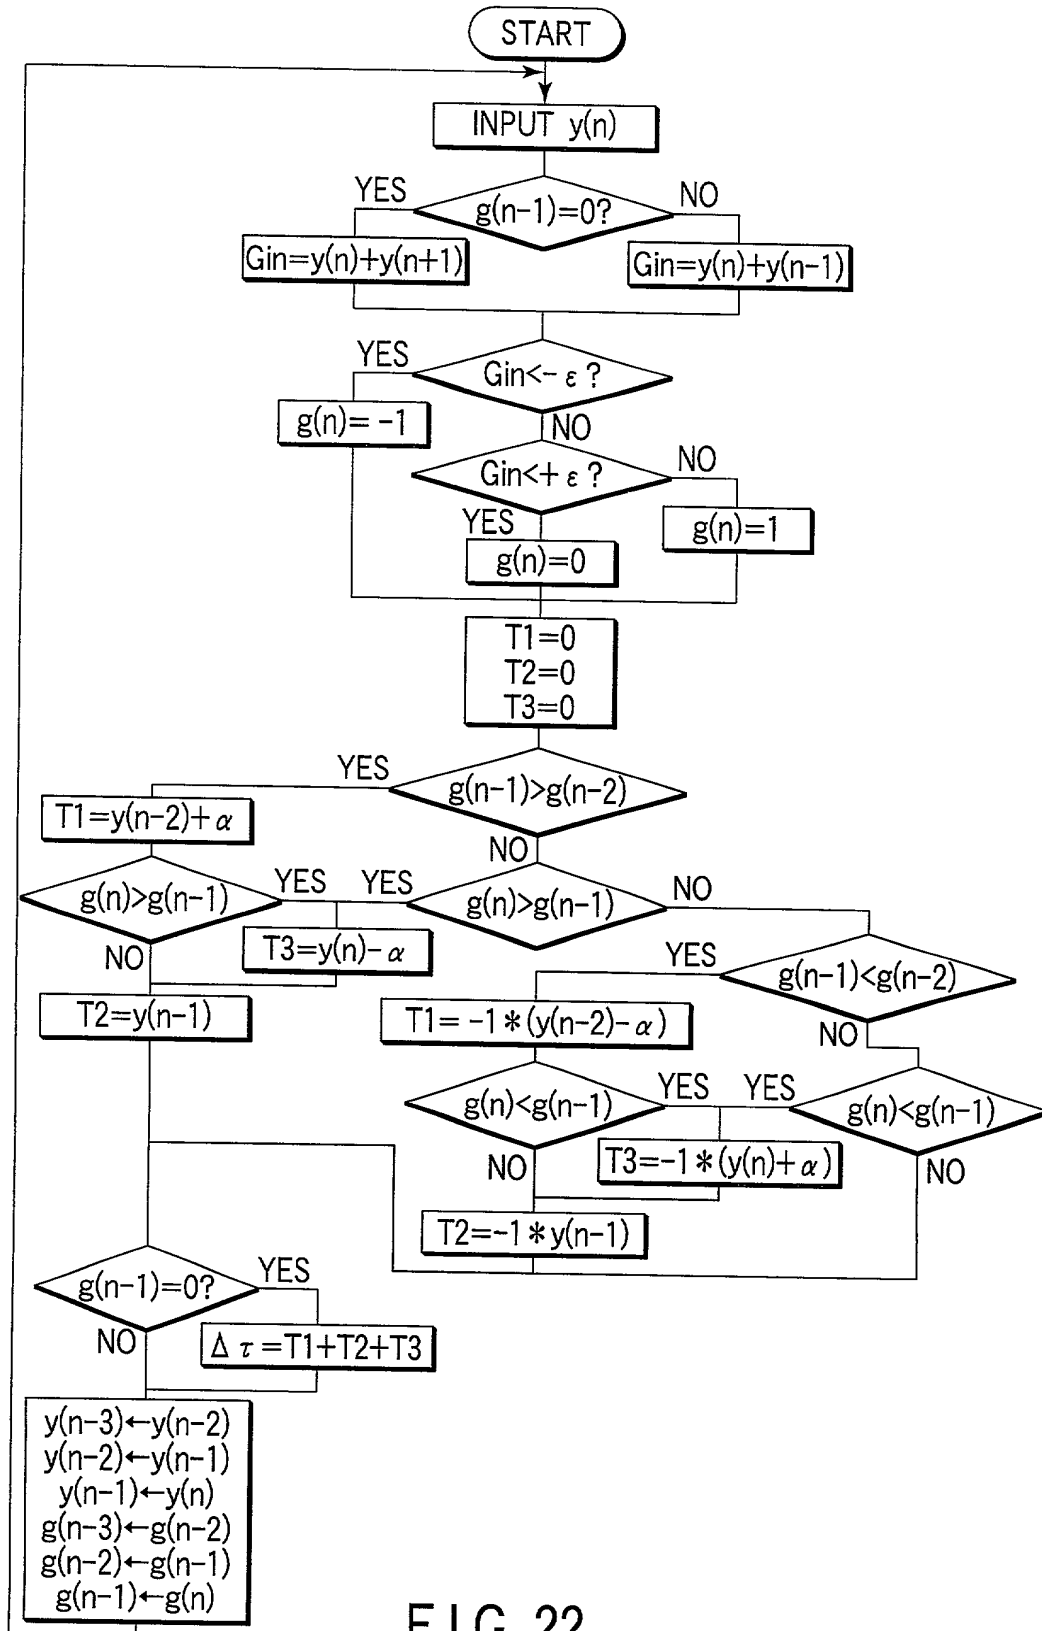 START
INPUT y(n)
YES
g(n-1)=0?
NO
Gin=y(n)+y(n+1)
Gin=y(n)+y(n-1)
YES
Gin<- ε ?
g(n)= -1
NO
Gin<+ ε ?
NO
YES
g(n)=1
g(n)=0
T1=0
T2=0
T3=0
YES
g(n-1)>g(n-2)
T1=y(n-2)+ α
NO
g(n)>g(n-1)
YES
YES
g(n)>g(n-1)
NO
NO
T3=y(n)- α
YES
g(n-1)<g(n-2)
T2=y(n-1)
T1= -1*(y(n-2)- α)
NO
g(n)<g(n-1)
YES
YES
g(n)<g(n-1)
NO
T3=-1*(y(n)+ α)
NO
T2=-1*y(n-1)
g(n-1)=0?
YES
NO
Δ τ =T1+T2+T3
y(n-3)←y(n-2)
y(n-2)←y(n-1)
y(n-1)←y(n)
g(n-3)←g(n-2)
g(n-2)←g(n-1)
g(n-1)←g(n)
FIG. 22